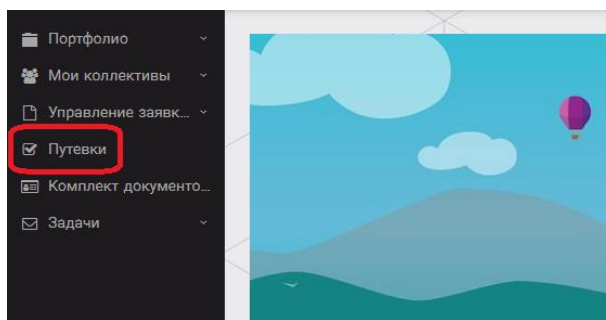 Портфолио
Мои коллективы
Управление заявк...
Путевки
Комплект документо...
Задачи